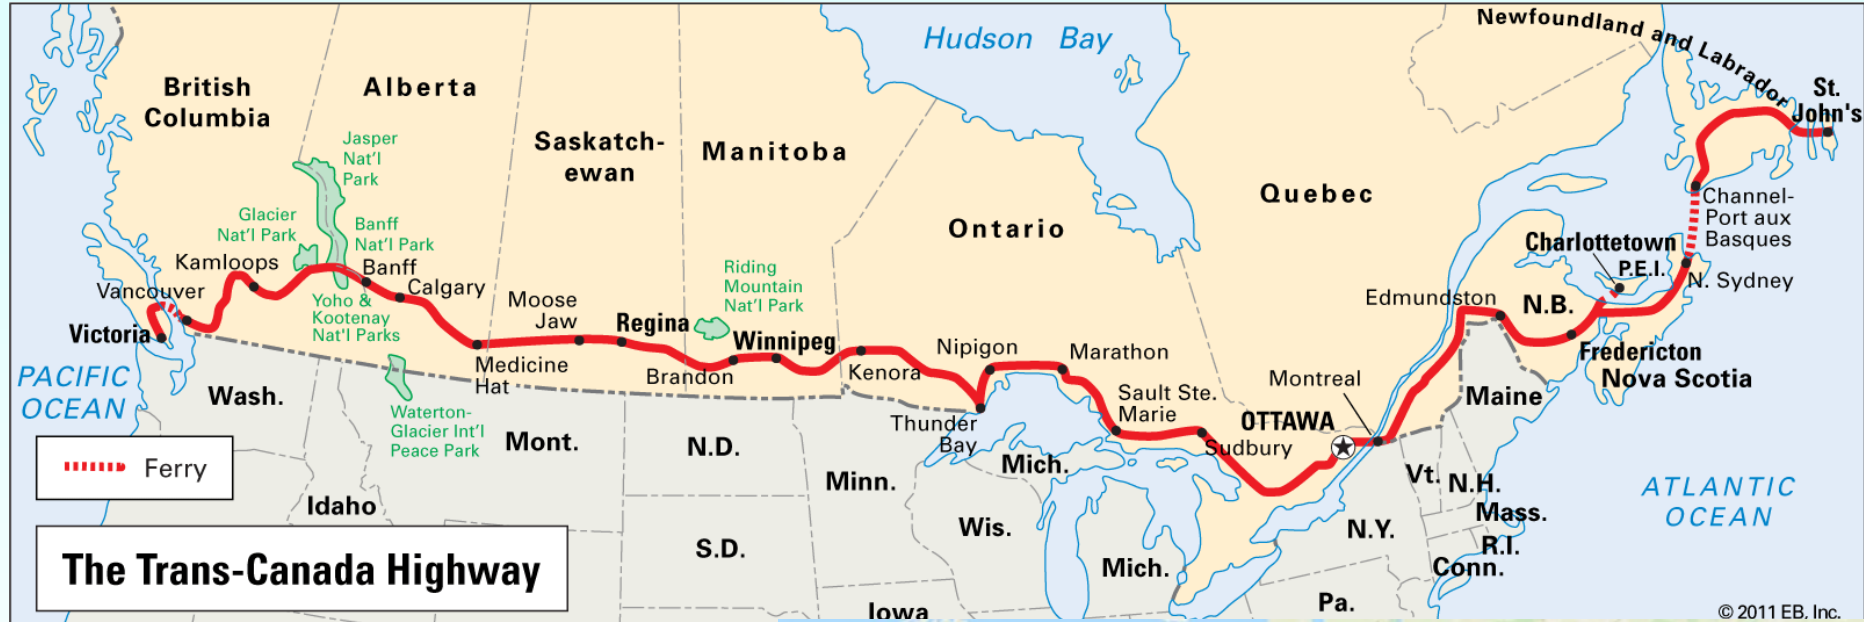 Hudson Bay
Newfoundland and Labrador
St.
John's
British
Columbia
Alberta
Saskatch-
ewan
Manitoba
Ontario
Quebec
Jasper
Nat'l
Park
Glacier
Nat'l Park
Banff
Nat'l Park
Kamloops
Banff
Calgary
Vancouver
Yoho &
Kootenay
Nat'l Parks
Victoria
Moose
Jaw
Regina
Riding
Mountain
Nat'l Park
Winnipeg
Medicine
Hat
Brandon
Kenora
Nipigon
Marathon
Thunder
Bay
Sault Ste.
Marie
Sudbury
OTTAWA
Montreal
Edmundston
N.B.
Charlottetown
P.E.I.
Channel-
Port aux
Basques
N. Sydney
Fredericton
Nova Scotia
PACIFIC
OCEAN
Wash.
Waterton-
Glacier Int'l
Peace Park
Mont.
N.D.
Minn.
Mich.
Maine
Vt.
N.H.
Mass.
R.I.
Conn.
N.Y.
ATLANTIC
OCEAN
Ferry
Idaho
S.D.
Wis.
Mich.
Iowa
Pa.
The Trans-Canada Highway
© 2011 EB, Inc.